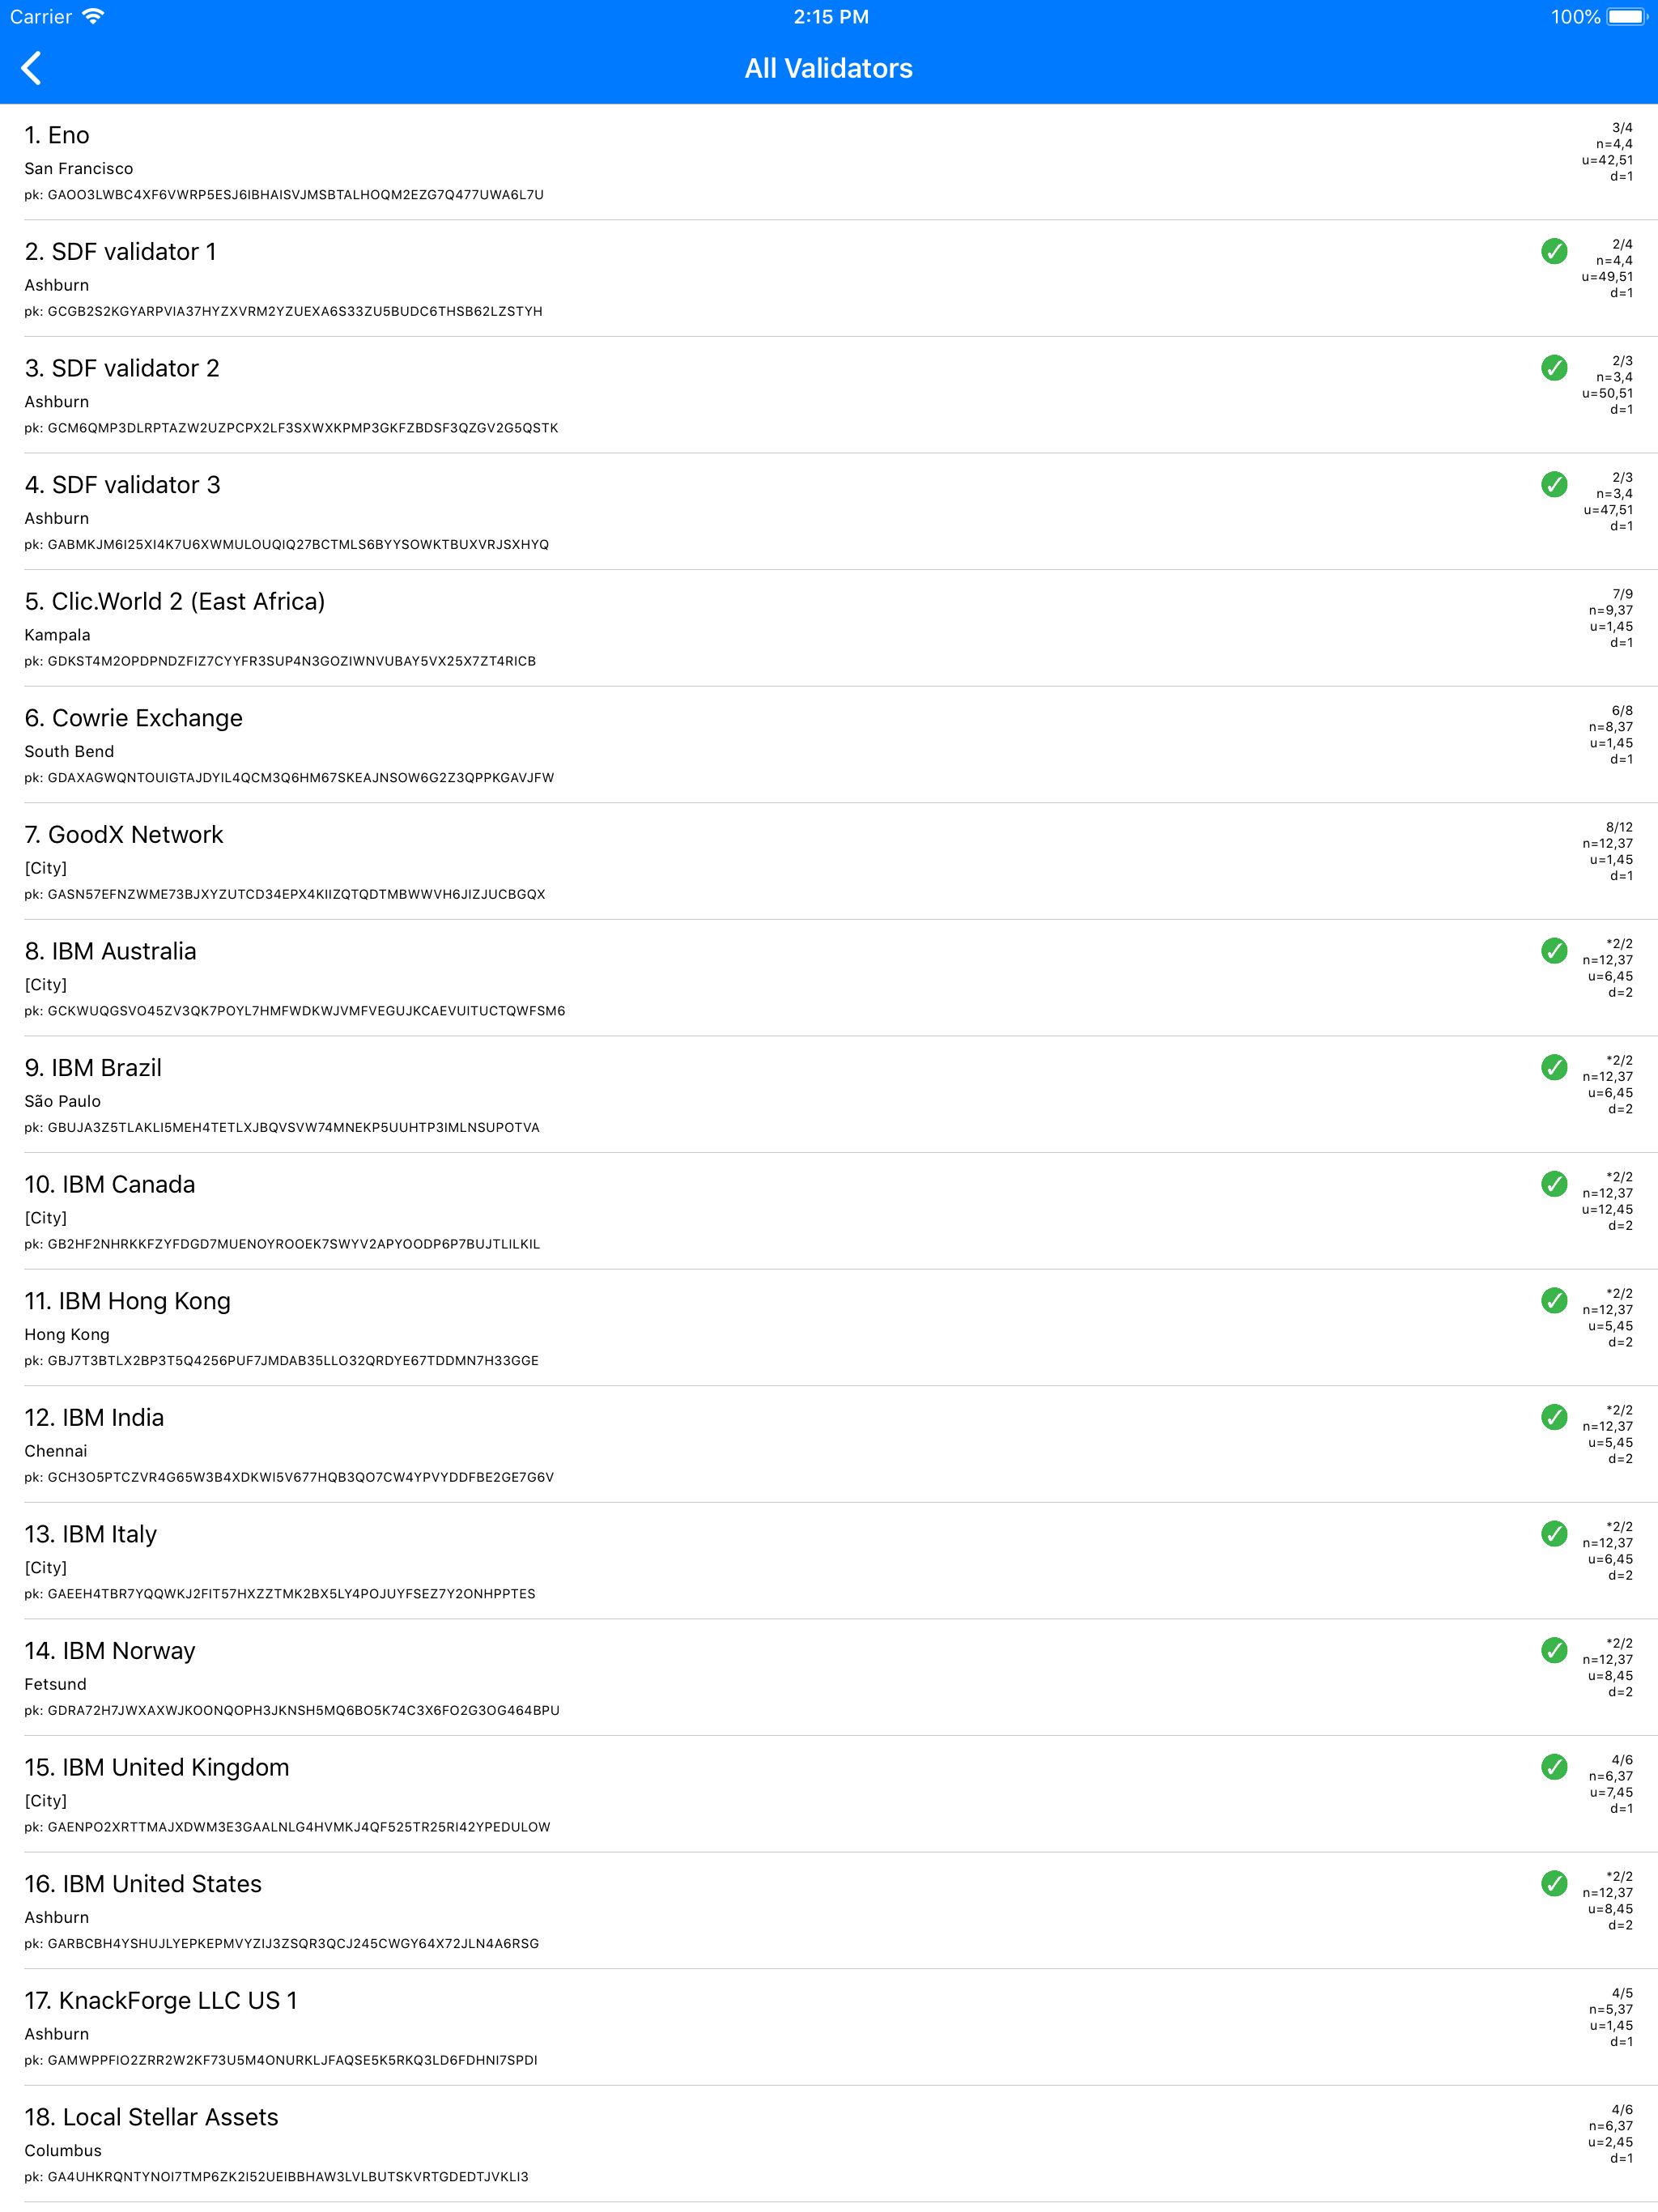 Carrier 2:15 PM 100%
All Validators
1. Eno
San Francisco
pk: GAOO3LWBC4XF6VWRP5ESJ6IBHAISVJMSBTALHOQM2EZG7Q477UWA6L7U
3/4
n=4,4
u=42,51
d=1
2. SDF validator 1
Ashburn
pk: GCGB2S2KGYARPVIA37HYZXVRM2YZUEXA6S33ZU5BUDC6THSB62LZSTYH
✓
2/4
n=4,4
u=49,51
d=1
3. SDF validator 2
Ashburn
pk: GCM6QMP3DLRPTAZW2UZPCPX2LF3SXWXKPMP3GKFZBDSF3QZGV2G5QSTK
✓
2/3
n=3,4
u=50,51
d=1
4. SDF validator 3
Ashburn
pk: GABMKJM6I25XI4K7U6XWMULOUQIQ27BCTMLS6BYYSOWKTBUXVRJSXHYQ
✓
2/3
n=3,4
u=47,51
d=1
5. Clic.World 2 (East Africa)
Kampala
pk: GDKST4M2OPDPNDZFIZ7CYYFR3SUP4N3GOZIWNVUBAY5VX25X7ZT4RICB
7/9
n=9,37
u=1,45
d=1
6. Cowrie Exchange
South Bend
pk: GDAXAGWQNTOUIGTAJDYIL4QCM3Q6HM67SKEAJNSOW6G2Z3QPPKGAVJFW
6/8
n=8,37
u=1,45
d=1
7. GoodX Network
[City]
pk: GASN57EFNZWME73BJXYZUTCD34EPX4KIIZQTQDTMBWWVH6JIZJUCBGQX
8/12
n=12,37
u=1,45
d=1
8. IBM Australia
[City]
pk: GCKWUQGSVO45ZV3QK7POYL7HMFWDKWJVMFVEGUJKCAEVUITUCTQWFSM6
✓
*2/2
n=12,37
u=6,45
d=2
9. IBM Brazil
São Paulo
pk: GBUJA3Z5TLAKLI5MEH4TETLXJBQVSVW74MNEKP5UUHTP3IMLNSUPOTVA
✓
*2/2
n=12,37
u=6,45
d=2
10. IBM Canada
[City]
pk: GB2HF2NHRKKFZYFDGD7MUENOYROOEK7SWYV2APYOODP6P7BUJTLILKIL
✓
*2/2
n=12,37
u=12,45
d=2
11. IBM Hong Kong
Hong Kong
pk: GBJ7T3BTLX2BP3T5Q4256PUF7JMDAB35LLO32QRDYE67TDDMN7H33GGE
✓
*2/2
n=12,37
u=5,45
d=2
12. IBM India
Chennai
pk: GCH3O5PTCZVR4G65W3B4XDKWI5V677HQB3QO7CW4YPVYDDFBE2GE7G6V
✓
*2/2
n=12,37
u=5,45
d=2
13. IBM Italy
[City]
pk: GAEEH4TBR7YQQWKJ2FIT57HXZZTMK2BX5LY4POJUYFSEZ7Y2ONHPPTES
✓
*2/2
n=12,37
u=6,45
d=2
14. IBM Norway
Fetsund
pk: GDRA72H7JWXAXWJKOONQOPH3JKNSH5MQ6BO5K74C3X6FO2G3OG464BPU
✓
*2/2
n=12,37
u=8,45
d=2
15. IBM United Kingdom
[City]
pk: GAENPO2XRTTMAJXDWM3E3GAALNLG4HVMKJ4QF525TR25RI42YPEDULOW
✓
4/6
n=6,37
u=7,45
d=1
16. IBM United States
Ashburn
pk: GARBCBH4YSHUJLYEPKEPMVYZIJ3ZSQR3QCJ245CWGY64X72JLN4A6RSG
✓
*2/2
n=12,37
u=8,45
d=2
17. KnackForge LLC US 1
Ashburn
pk: GAMWPPFIO2ZRR2W2KF73U5M4ONURKLJFAQSE5K5RKQ3LD6FDHNI7SPDI
4/5
n=5,37
u=1,45
d=1
18. Local Stellar Assets
Columbus
pk: GA4UHKRQNTYNOI7TMP6ZK2I52UEIBBHAW3LVLBUTSKVRTGDEDTJVKLI3
4/6
n=6,37
u=2,45
d=1